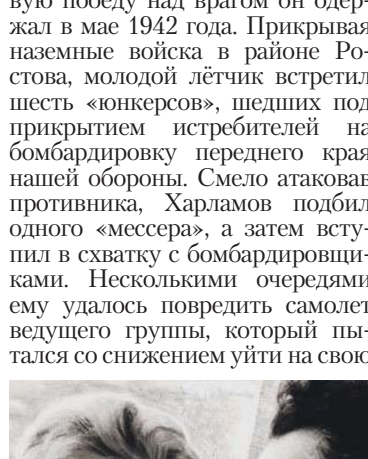 вую победу над врагом он одер-
жал в мае 1942 года. Прикрывая
наземные войска в районе Ро-
стова, молодой лётчик встретил
шесть «юнкерсов», шедших под
прикрытием истребителей на
бомбардировку переднего края
нашей обороны. Смело атаковав
противника, Харламов подбил
одного «мессера», а затем всту-
пил в схватку с бомбардировщи-
ками. Несколькими очередями
ему удалось повредить самолет
ведущего группы, который пы-
тался со снижением уйти на свою